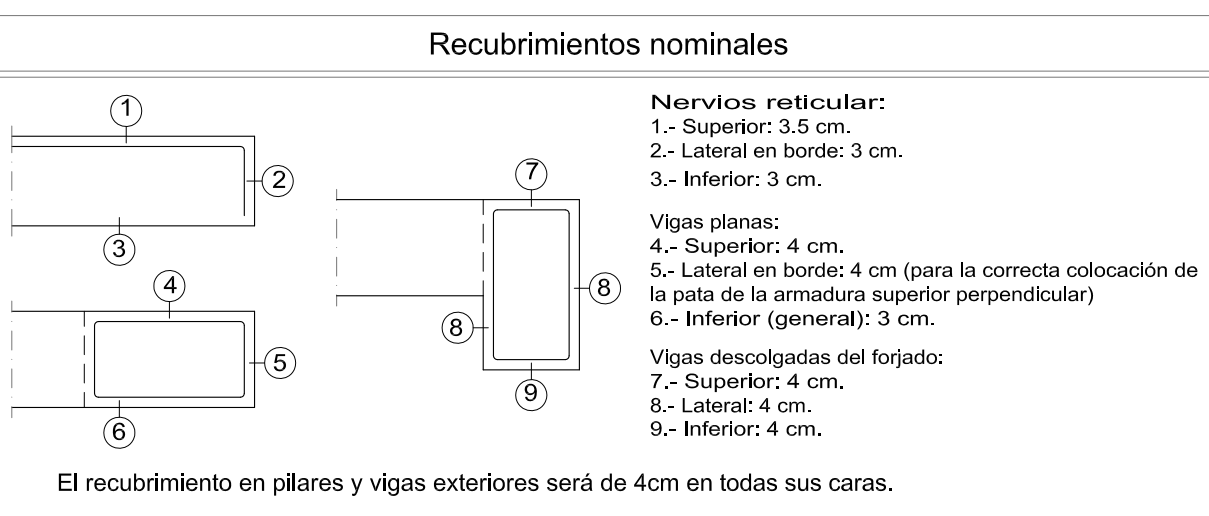 Recubrimientos nominales
1
2
3
4
5
6
7
8
8
9
Nervios reticular:
1.- Superior: 3.5 cm.
2.- Lateral en borde: 3 cm.
3.- Inferior: 3 cm.
Vigas planas:
4.- Superior: 4 cm.
5.- Lateral en borde: 4 cm (para la correcta colocación de
la pata de la armadura superior perpendicular)
6.- Inferior (general): 3 cm.
Vigas descolgadas del forjado:
7.- Superior: 4 cm.
8.- Lateral: 4 cm.
9.- Inferior: 4 cm.
El recubrimiento en pilares y vigas exteriores será de 4cm en todas sus caras.